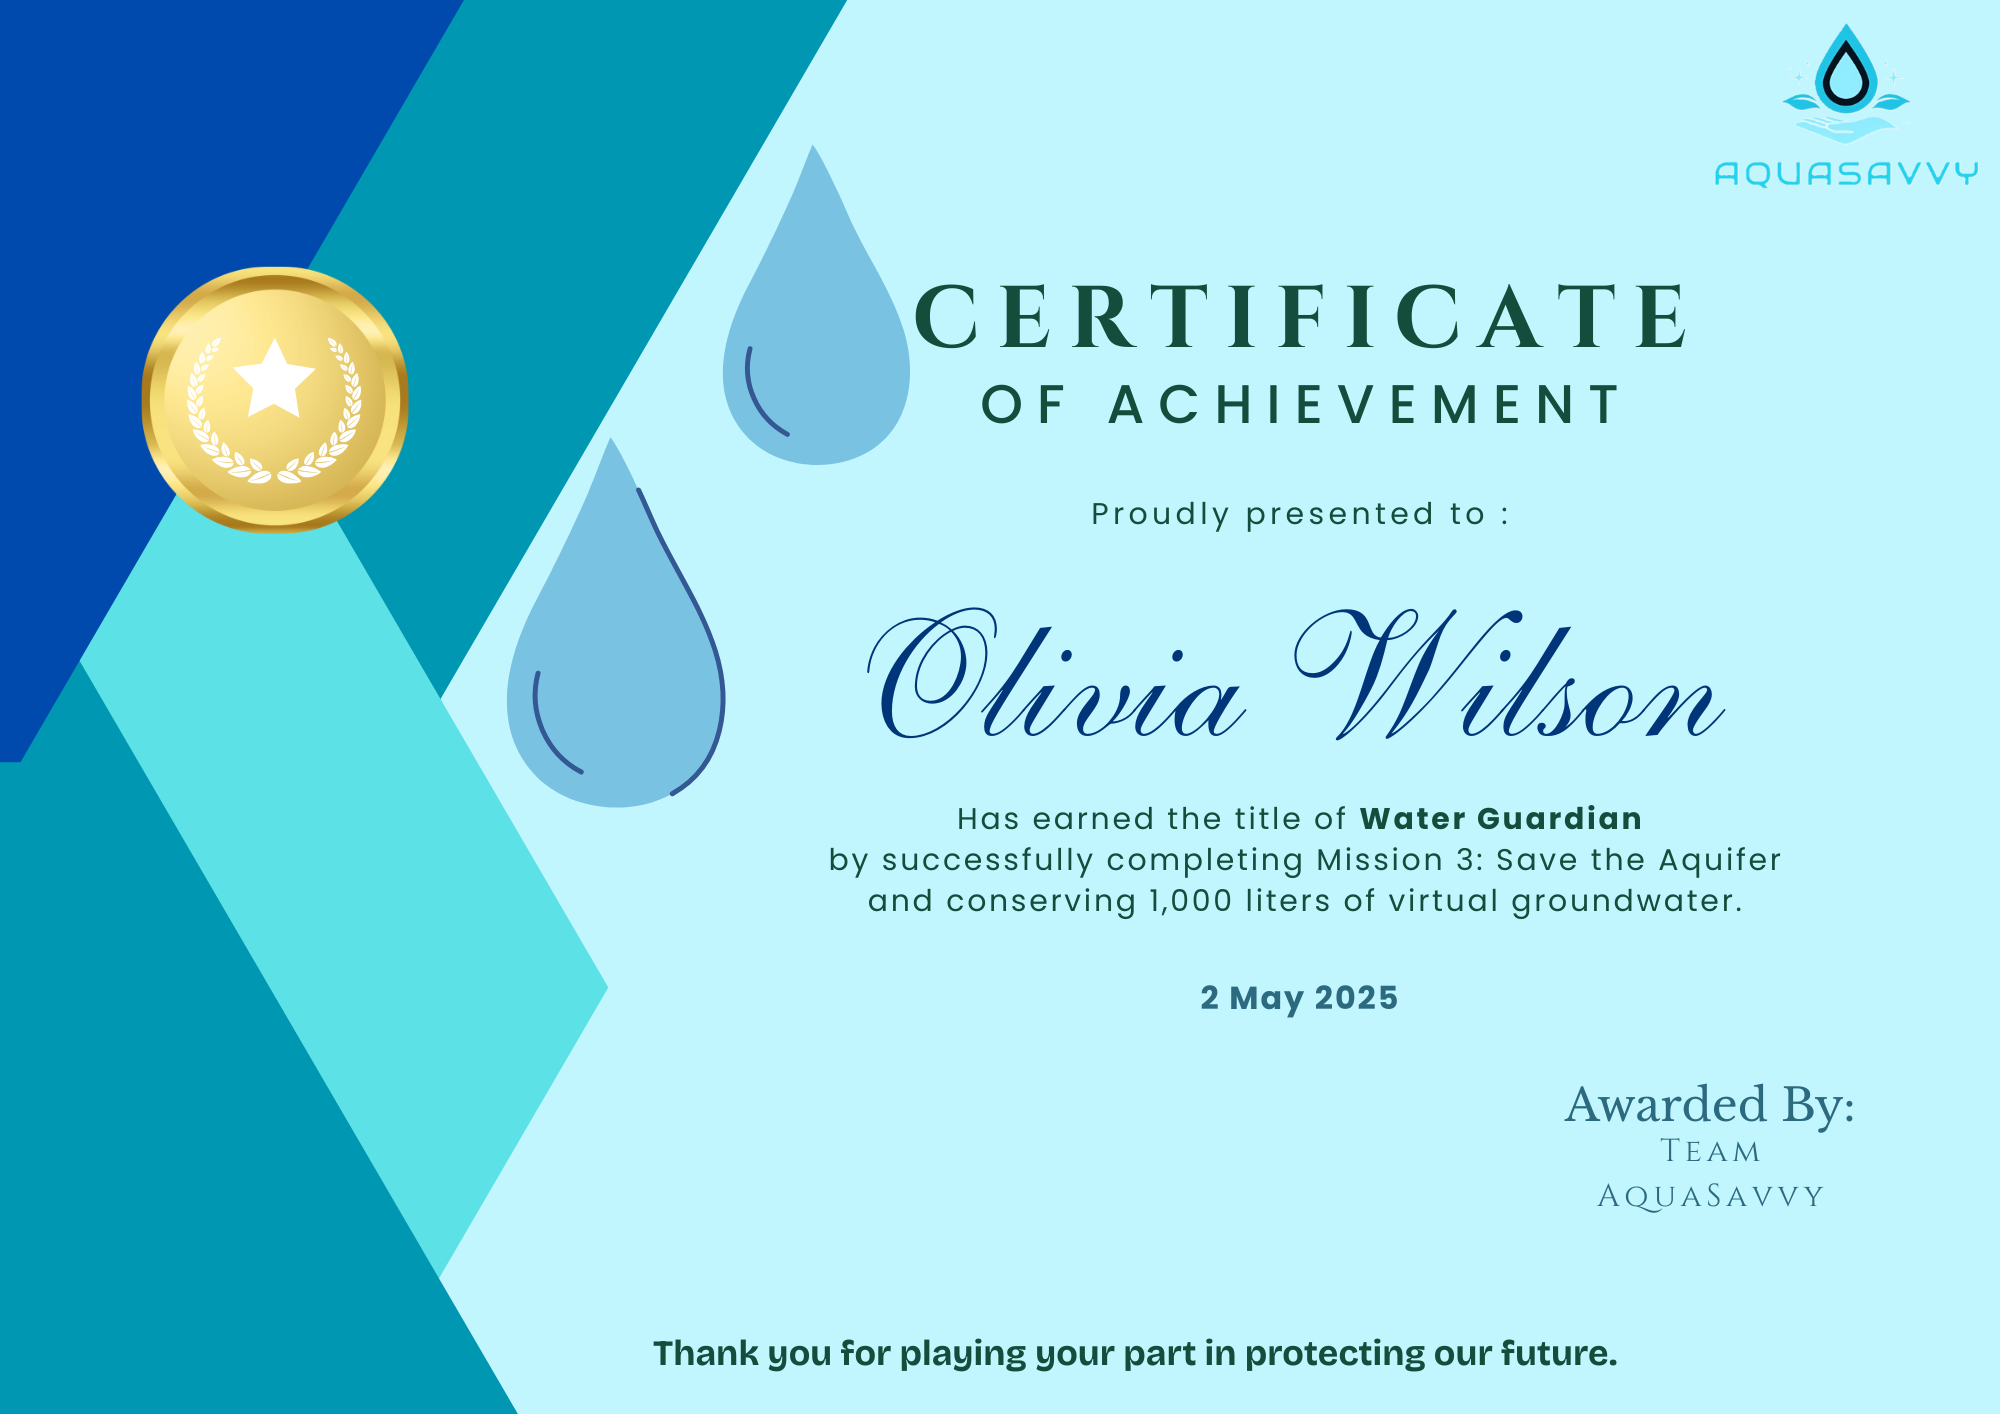 AQUASAVVY
CERTIFICATE
OF ACHIEVEMENT
Proudly presented to :
Olivia Wilson
Has earned the title of Water Guardian
by successfully completing Mission 3: Save the Aquifer
and conserving 1,000 liters of virtual groundwater.
2 May 2025
Awarded By:
TEAM
AQUASAVVY
Thank you for playing your part in protecting our future.